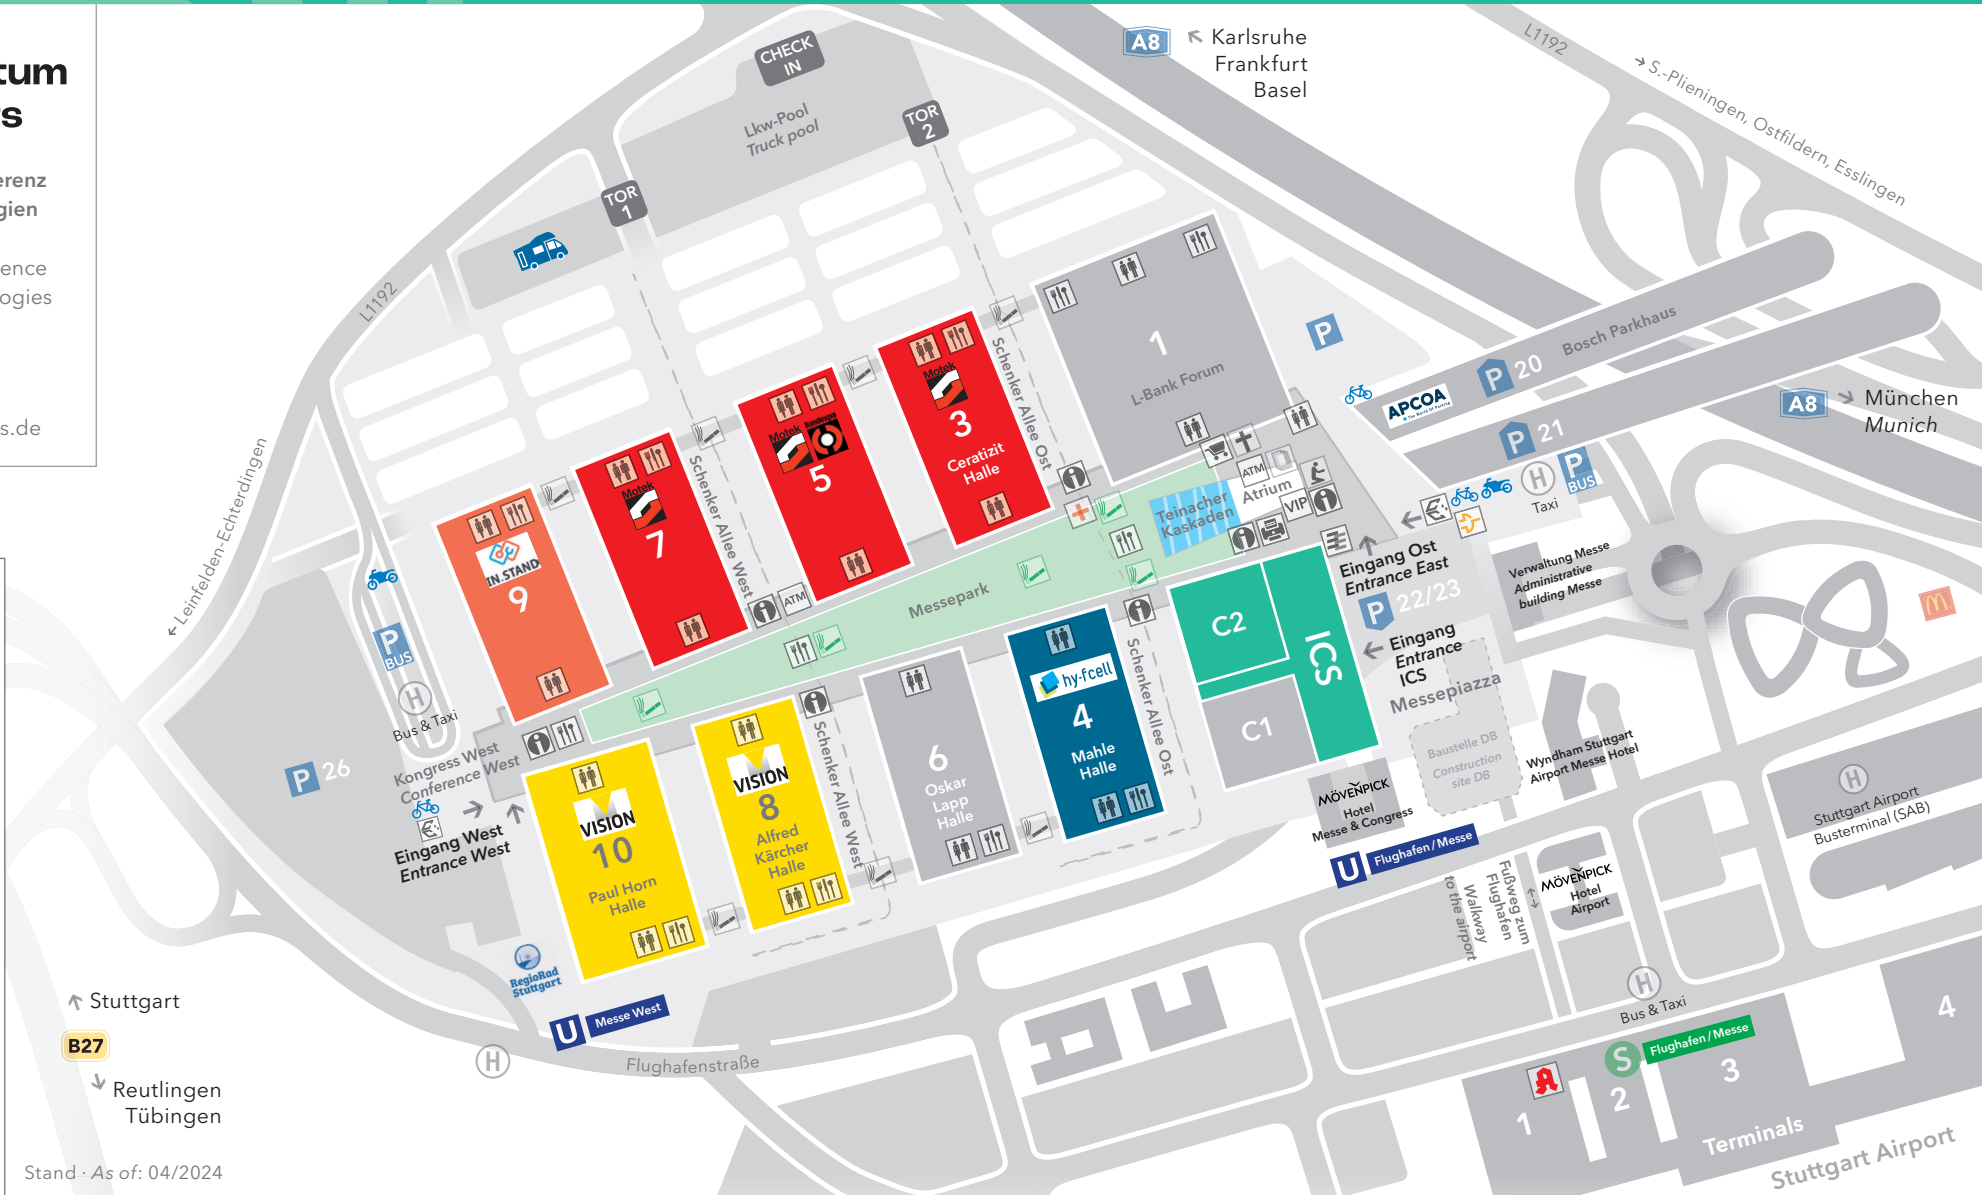 tum
rs
erenz
gien
ence
ogies
s.de
CHECK
IN
Lkw-Pool
Truck pool
TOR
1
TOR
2
L1192
A8
Karlsruhe
Frankfurt
Basel
L1192
S.-Plieningen, Ostfildern, Esslingen
Leinfelden-Echterdingen
1
L-Bank Forum
P
Bosch Parkhaus
P 20
APCOA
P 21
A8
München
Munich
H
Taxi
P
BUS
Motek
3
Ceratizit
Halle
Schenker Allee Ost
Motek
Bondexpo
5
Motek
7
Schenker Allee West
IN.STAND
9
ATM
Messepark
Teinacher
Kaskaden
ATM
Atrium
VIP
Eingang Ost
Entrance East
P 22/23
Eingang
Entrance
ICS
Messepiazza
Verwaltung Messe
Administrative
building Messe
C2
ICS
C1
hy-fcell
4
Mahle
Halle
Schenker Allee Ost
6
Oskar
Lapp
Halle
Schenker Allee West
VISION
8
Alfred
Kärcher
Halle
VISION
10
Paul Horn
Halle
P
BUS
H
Bus & Taxi
P 26
Kongress West
Conference West
Eingang West
Entrance West
RegioRad
Stuttgart
U Messe West
H
Flughafenstraße
Stuttgart
B27
Reutlingen
Tübingen
Stand · As of: 04/2024
MÖVENPICK
Hotel
Messe & Congress
U Flughafen / Messe
Baustelle DB
Construction
site DB
Wyndham Stuttgart
Airport Messe Hotel
Fußweg zum
Flughafen
Walkway
to the airport
MÖVENPICK
Hotel
Airport
H
Stuttgart Airport
Busterminal (SAB)
H
Bus & Taxi
S Flughafen / Messe
1
2
3
4
Terminals
Stuttgart Airport